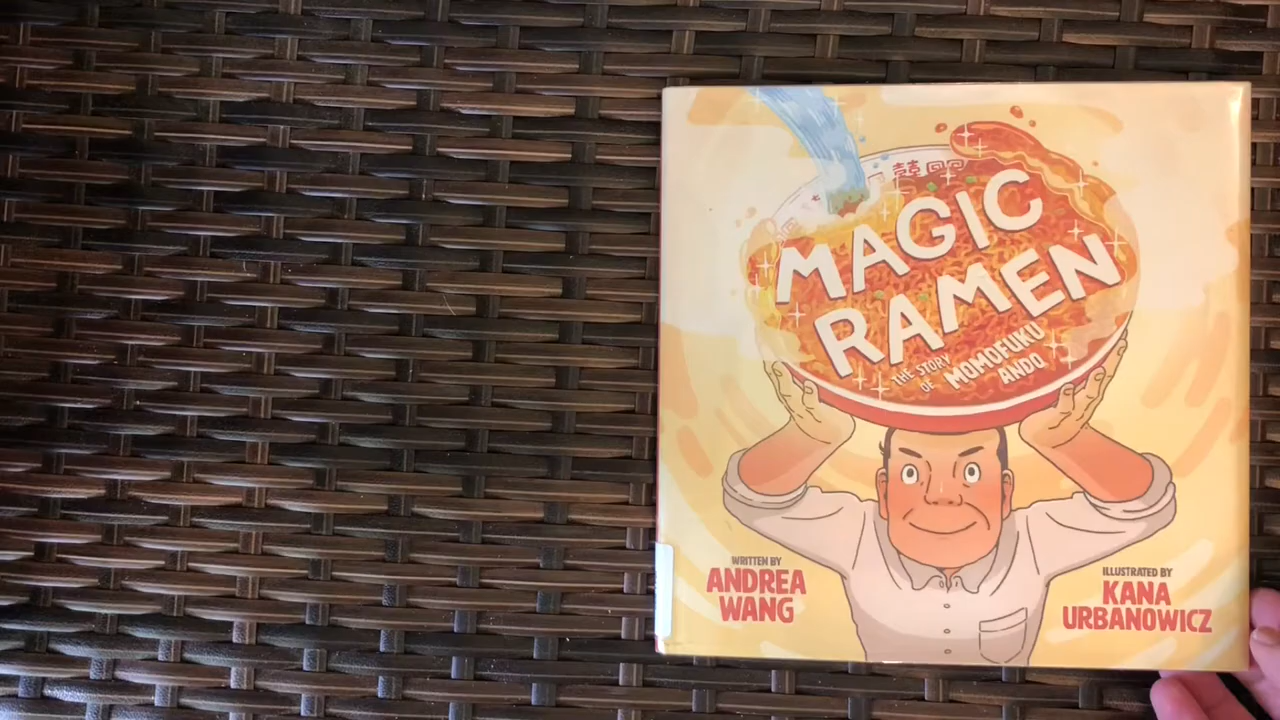 MAGIC
RAMEN
THE STORY
OF MOMOFUKU
ANDO
WRITTEN BY
ANDREA
WANG
ILLUSTRATED BY
KANA
URBANOWICZ